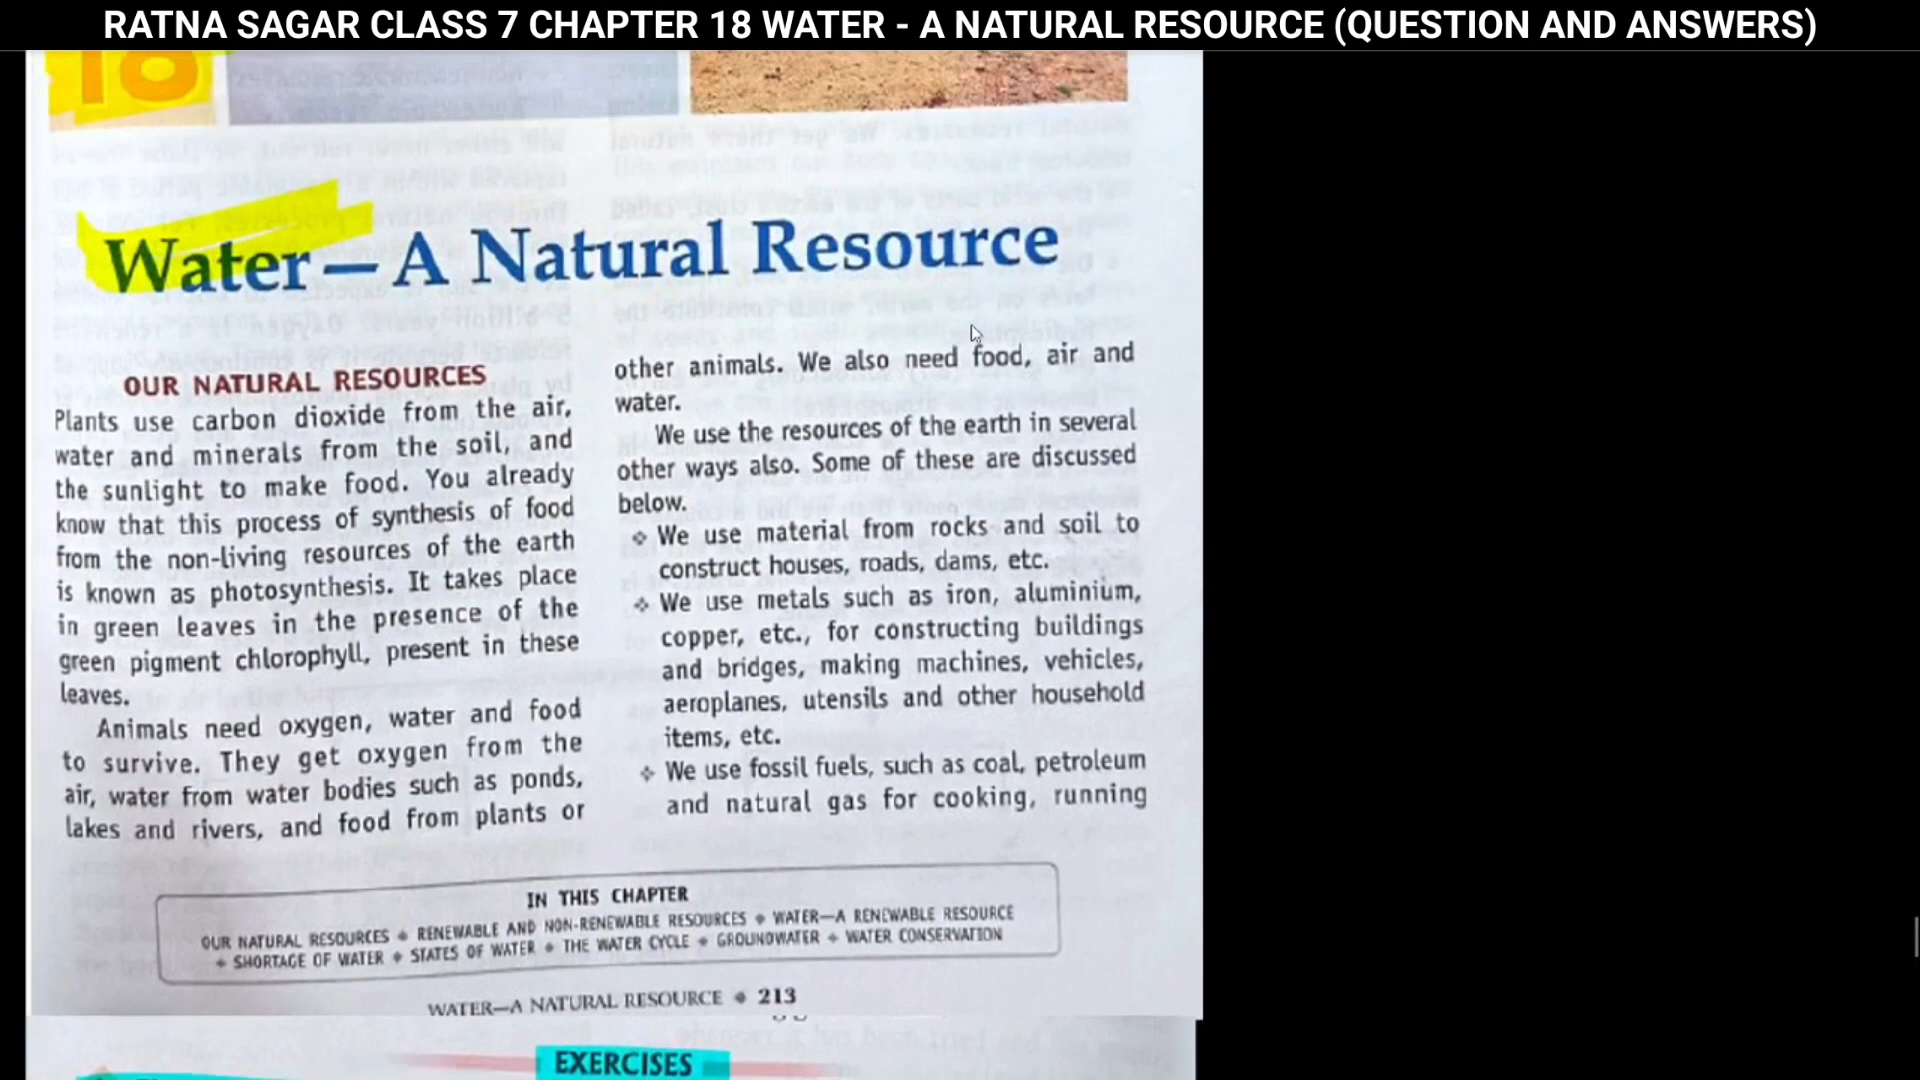 RATNA SAGAR CLASS 7 CHAPTER 18 WATER - A NATURAL RESOURCE (QUESTION AND ANSWERS)
18
Water—A Natural Resource
OUR NATURAL RESOURCES
Plants use carbon dioxide from the air,
water and minerals from the soil, and
the sunlight to make food. You already
know that this process of synthesis of food
from the non-living resources of the earth
is known as photosynthesis. It takes place
in green leaves in the presence of the
green pigment chlorophyll, present in these
leaves.
Animals need oxygen, water and food
to survive. They get oxygen from the
air, water from water bodies such as ponds,
lakes and rivers, and food from plants or
other animals. We also need food, air and
water.
We use the resources of the earth in several
other ways also. Some of these are discussed
below.
❖ We use material from rocks and soil to
construct houses, roads, dams, etc.
❖ We use metals such as iron, aluminium,
copper, etc., for constructing buildings
and bridges, making machines, vehicles,
aeroplanes, utensils and other household
items, etc.
❖ We use fossil fuels, such as coal, petroleum
and natural gas for cooking, running
IN THIS CHAPTER
OUR NATURAL RESOURCES ◆ RENEWABLE AND NON-RENEWABLE RESOURCES ◆ WATER—A RENEWABLE RESOURCE
◆ SHORTAGE OF WATER ◆ STATES OF WATER ◆ THE WATER CYCLE ◆ GROUNDWATER ◆ WATER CONSERVATION
WATER—A NATURAL RESOURCE ◆ 213
EXERCISES